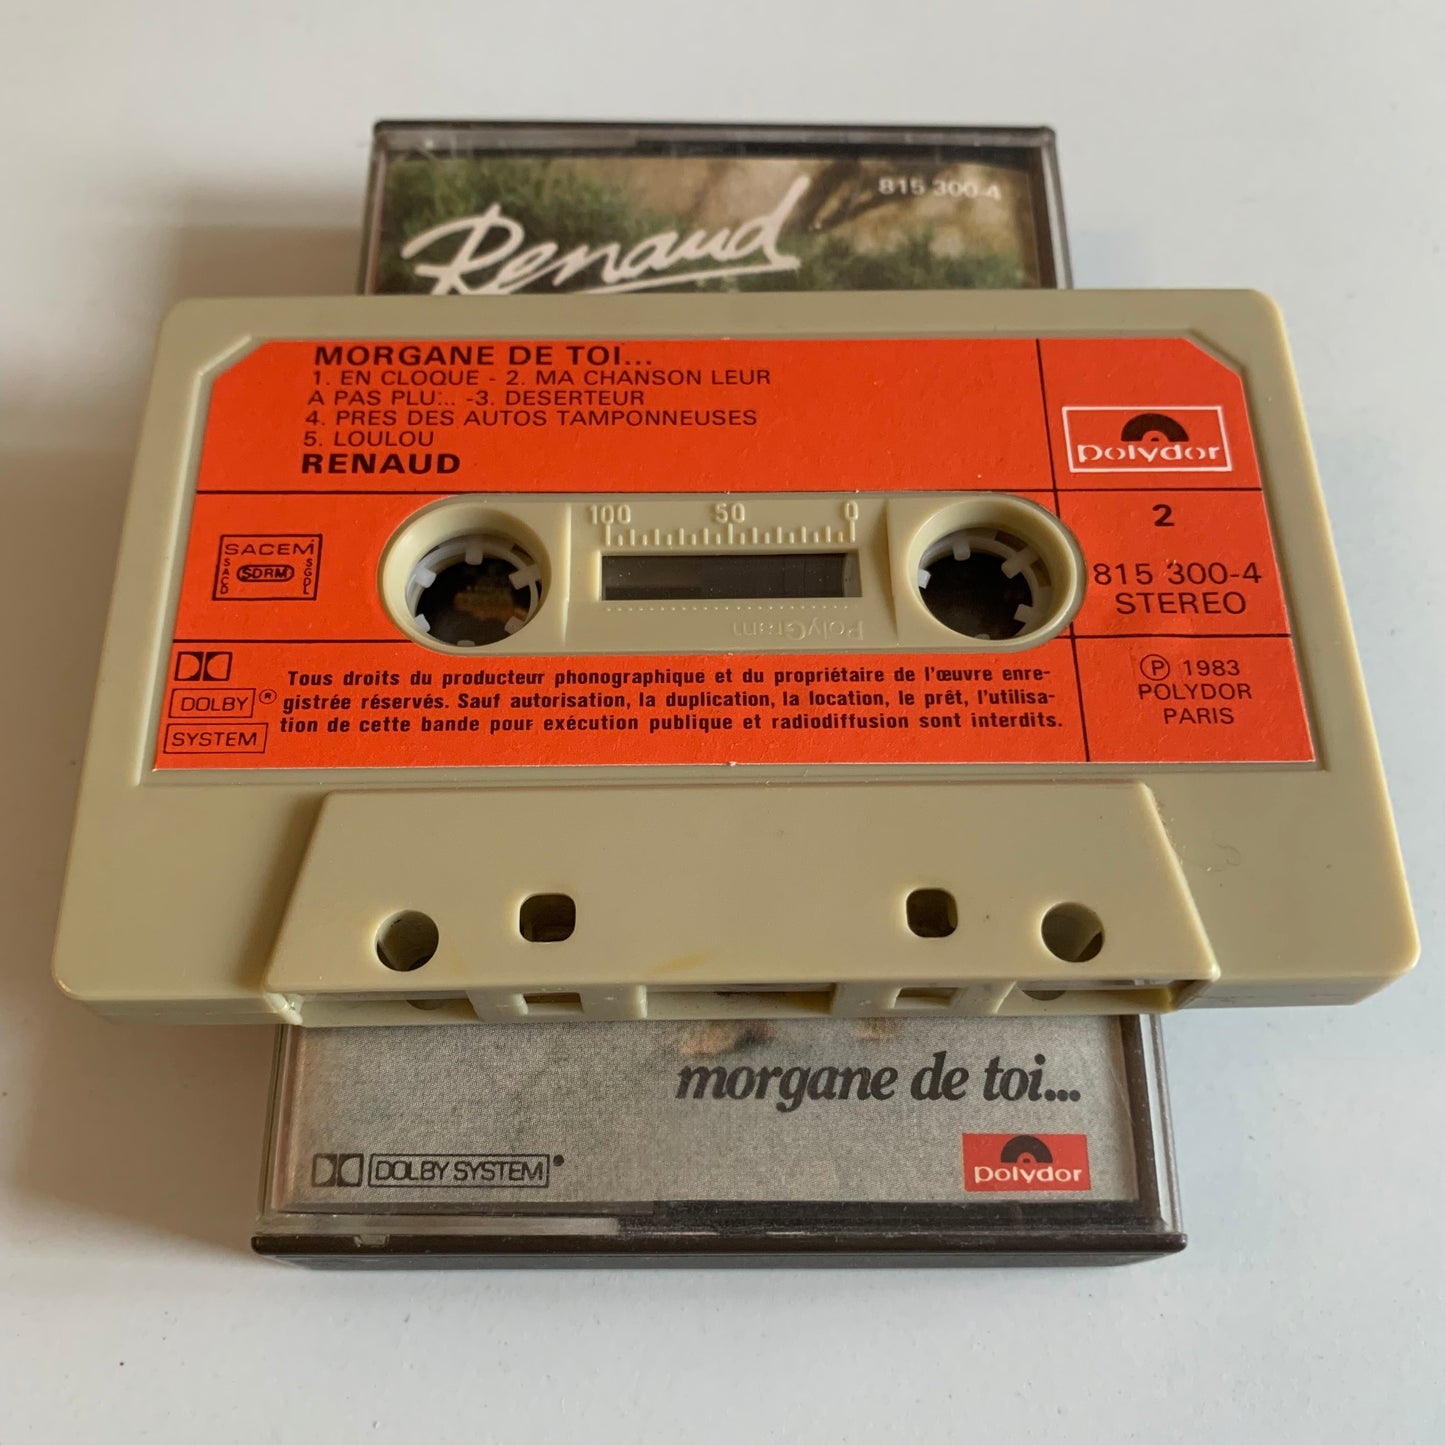 815 300-4
Renaud
MORGANE DE TOI...
1. EN CLOQUE - 2. MA CHANSON LEUR
A PAS PLU... -3. DESERTEUR
4. PRES DES AUTOS TAMPONNEUSES
5. LOULOU
RENAUD
polydor
100 50 0
2
SACEM
SACD SDRM SGDL
815 300-4
STEREO
PolyGram
DOLBY ®
SYSTEM
Tous droits du producteur phonographique et du propriétaire de l'œuvre enre-
gistrée réservés. Sauf autorisation, la duplication, la location, le prêt, l'utilisa-
tion de cette bande pour exécution publique et radiodiffusion sont interdits.
℗ 1983
POLYDOR
PARIS
morgane de toi...
DOLBY SYSTEM
polydor